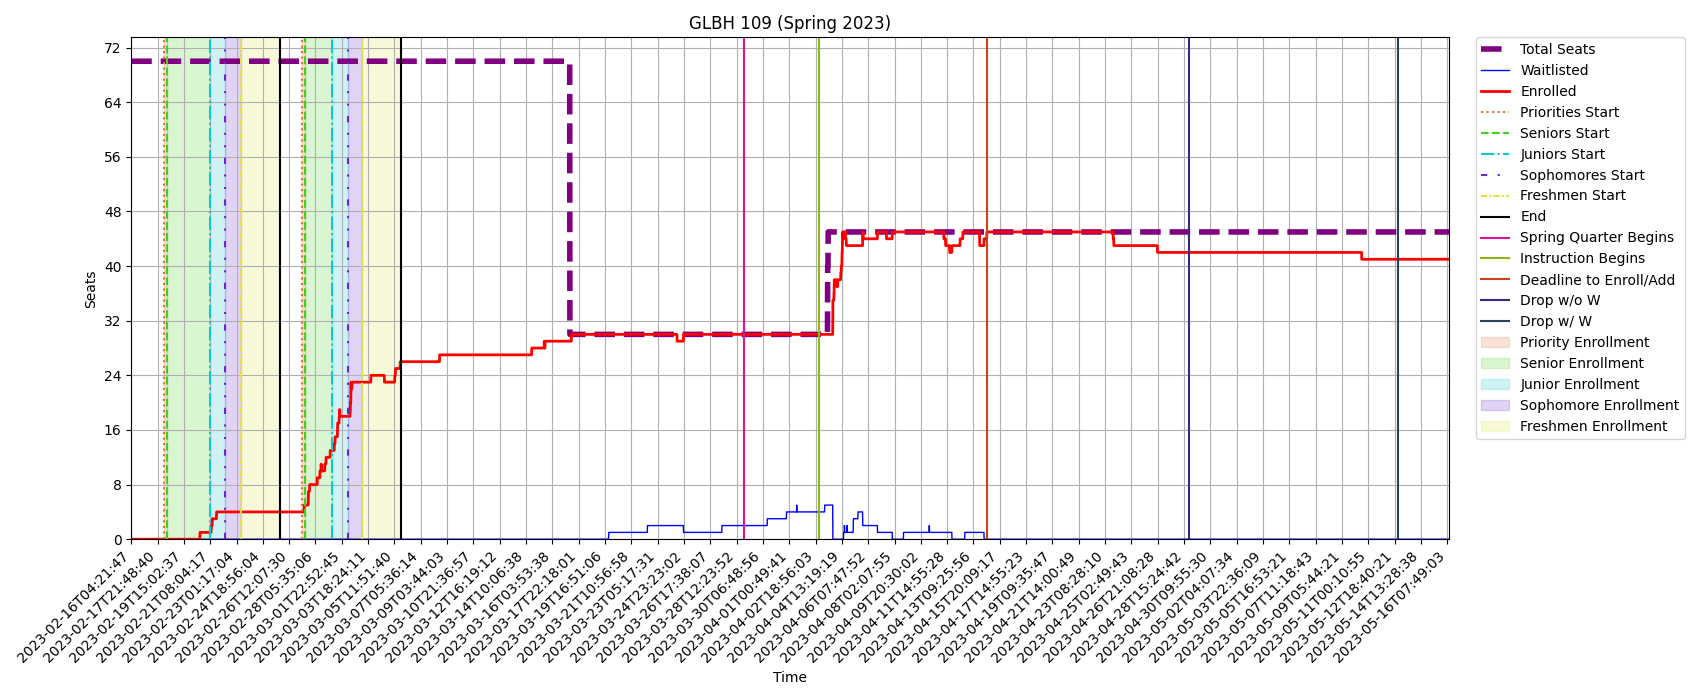 GLBH 109 (Spring 2023)
72
64
56
48
40
32
24
16
8
0
Seats
2023-02-16T04:21:47
2023-02-17T21:48:40
2023-02-19T15:02:37
2023-02-21T08:04:17
2023-02-23T01:17:04
2023-02-24T18:56:04
2023-02-26T12:07:30
2023-02-28T05:35:06
2023-03-01T22:52:45
2023-03-03T18:24:11
2023-03-05T11:51:40
2023-03-07T05:36:14
2023-03-09T03:44:03
2023-03-10T21:36:57
2023-03-12T16:19:12
2023-03-14T10:06:38
2023-03-16T03:53:38
2023-03-17T22:18:01
2023-03-19T16:51:06
2023-03-21T10:56:58
2023-03-23T05:17:31
2023-03-24T23:23:02
2023-03-26T17:38:07
2023-03-28T12:23:52
2023-03-30T06:48:56
2023-04-01T00:49:41
2023-04-02T18:56:03
2023-04-04T13:19:19
2023-04-06T07:47:52
2023-04-08T02:07:55
2023-04-09T20:30:02
2023-04-11T14:55:28
2023-04-13T09:25:56
2023-04-15T20:09:17
2023-04-17T14:55:23
2023-04-19T09:35:47
2023-04-21T14:00:49
2023-04-23T08:28:10
2023-04-25T02:49:43
2023-04-26T21:08:28
2023-04-28T15:24:42
2023-04-30T09:55:30
2023-05-02T04:07:34
2023-05-03T22:36:09
2023-05-05T16:53:21
2023-05-07T11:18:43
2023-05-09T05:44:21
2023-05-11T00:10:55
2023-05-12T18:40:21
2023-05-14T13:28:38
2023-05-16T07:49:03
Time
Total Seats
Waitlisted
Enrolled
Priorities Start
Seniors Start
Juniors Start
Sophomores Start
Freshmen Start
End
Spring Quarter Begins
Instruction Begins
Deadline to Enroll/Add
Drop w/o W
Drop w/ W
Priority Enrollment
Senior Enrollment
Junior Enrollment
Sophomore Enrollment
Freshmen Enrollment